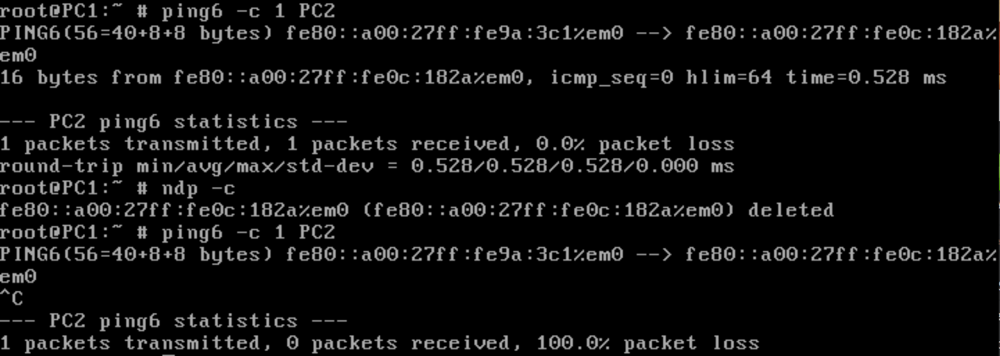 root@PC1:~ # ping6 -c 1 PC2
PING6(56=40+8+8 bytes) fe80::a00:27ff:fe9a:3c1%em0 --> fe80::a00:27ff:fe0c:182a%
em0
16 bytes from fe80::a00:27ff:fe0c:182a%em0, icmp_seq=0 hlim=64 time=0.528 ms
--- PC2 ping6 statistics ---
1 packets transmitted, 1 packets received, 0.0% packet loss
round-trip min/avg/max/std-dev = 0.528/0.528/0.528/0.000 ms
root@PC1:~ # ndp -c
fe80::a00:27ff:fe0c:182a%em0 (fe80::a00:27ff:fe0c:182a%em0) deleted
root@PC1:~ # ping6 -c 1 PC2
PING6(56=40+8+8 bytes) fe80::a00:27ff:fe9a:3c1%em0 --> fe80::a00:27ff:fe0c:182a%
em0
^C
--- PC2 ping6 statistics ---
1 packets transmitted, 0 packets received, 100.0% packet loss